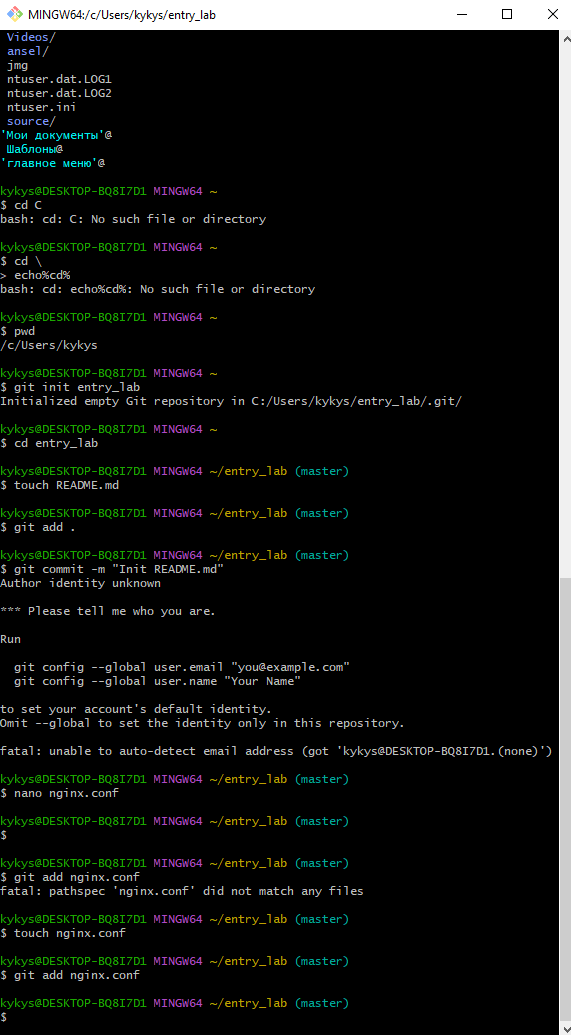 MINGW64:/c/Users/kykys/entry_lab
Videos/
ansel/
jmg
ntuser.dat.LOG1
ntuser.dat.LOG2
ntuser.ini
source/
'Мои документы'@
Шаблоны@
'главное меню'@
kykys@DESKTOP-BQ8I7D1 MINGW64 ~
$ cd C
bash: cd: C: No such file or directory
kykys@DESKTOP-BQ8I7D1 MINGW64 ~
$ cd \
> echo%cd%
bash: cd: echo%cd%: No such file or directory
kykys@DESKTOP-BQ8I7D1 MINGW64 ~
$ pwd
/c/Users/kykys
kykys@DESKTOP-BQ8I7D1 MINGW64 ~
$ git init entry_lab
Initialized empty Git repository in C:/Users/kykys/entry_lab/.git/
kykys@DESKTOP-BQ8I7D1 MINGW64 ~
$ cd entry_lab
kykys@DESKTOP-BQ8I7D1 MINGW64 ~/entry_lab (master)
$ touch README.md
kykys@DESKTOP-BQ8I7D1 MINGW64 ~/entry_lab (master)
$ git add .
kykys@DESKTOP-BQ8I7D1 MINGW64 ~/entry_lab (master)
$ git commit -m "Init README.md"
Author identity unknown
*** Please tell me who you are.
Run
git config --global user.email "you@example.com"
git config --global user.name "Your Name"
to set your account's default identity.
Omit --global to set the identity only in this repository.
fatal: unable to auto-detect email address (got 'kykys@DESKTOP-BQ8I7D1.(none)')
kykys@DESKTOP-BQ8I7D1 MINGW64 ~/entry_lab (master)
$ nano nginx.conf
kykys@DESKTOP-BQ8I7D1 MINGW64 ~/entry_lab (master)
$
kykys@DESKTOP-BQ8I7D1 MINGW64 ~/entry_lab (master)
$ git add nginx.conf
fatal: pathspec 'nginx.conf' did not match any files
kykys@DESKTOP-BQ8I7D1 MINGW64 ~/entry_lab (master)
$ touch nginx.conf
kykys@DESKTOP-BQ8I7D1 MINGW64 ~/entry_lab (master)
$ git add nginx.conf
kykys@DESKTOP-BQ8I7D1 MINGW64 ~/entry_lab (master)
$